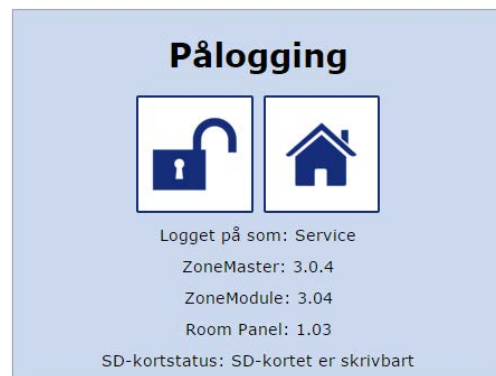 Pålogging
Logget på som: Service
ZoneMaster: 3.0.4
ZoneModule: 3.04
Room Panel: 1.03
SD-kortstatus: SD-kortet er skrivbart